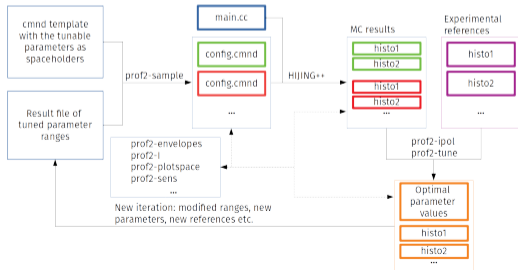 cmnd template
with the tunable
parameters as
spaceholders
Result file of
tuned parameter
ranges
prof2-sample
main.cc
config.cmnd
config.cmnd
...
HIJING++
MC results
histo1
histo2
histo1
histo2
...
Experimental
references
histo1
histo2
...
prof2-envelopes
prof2-I
prof2-plotspace
prof2-sens
...
prof2-ipol
prof2-tune
Optimal
parameter
values
histo1
histo2
...
New iteration: modified ranges, new
parameters, new references etc.